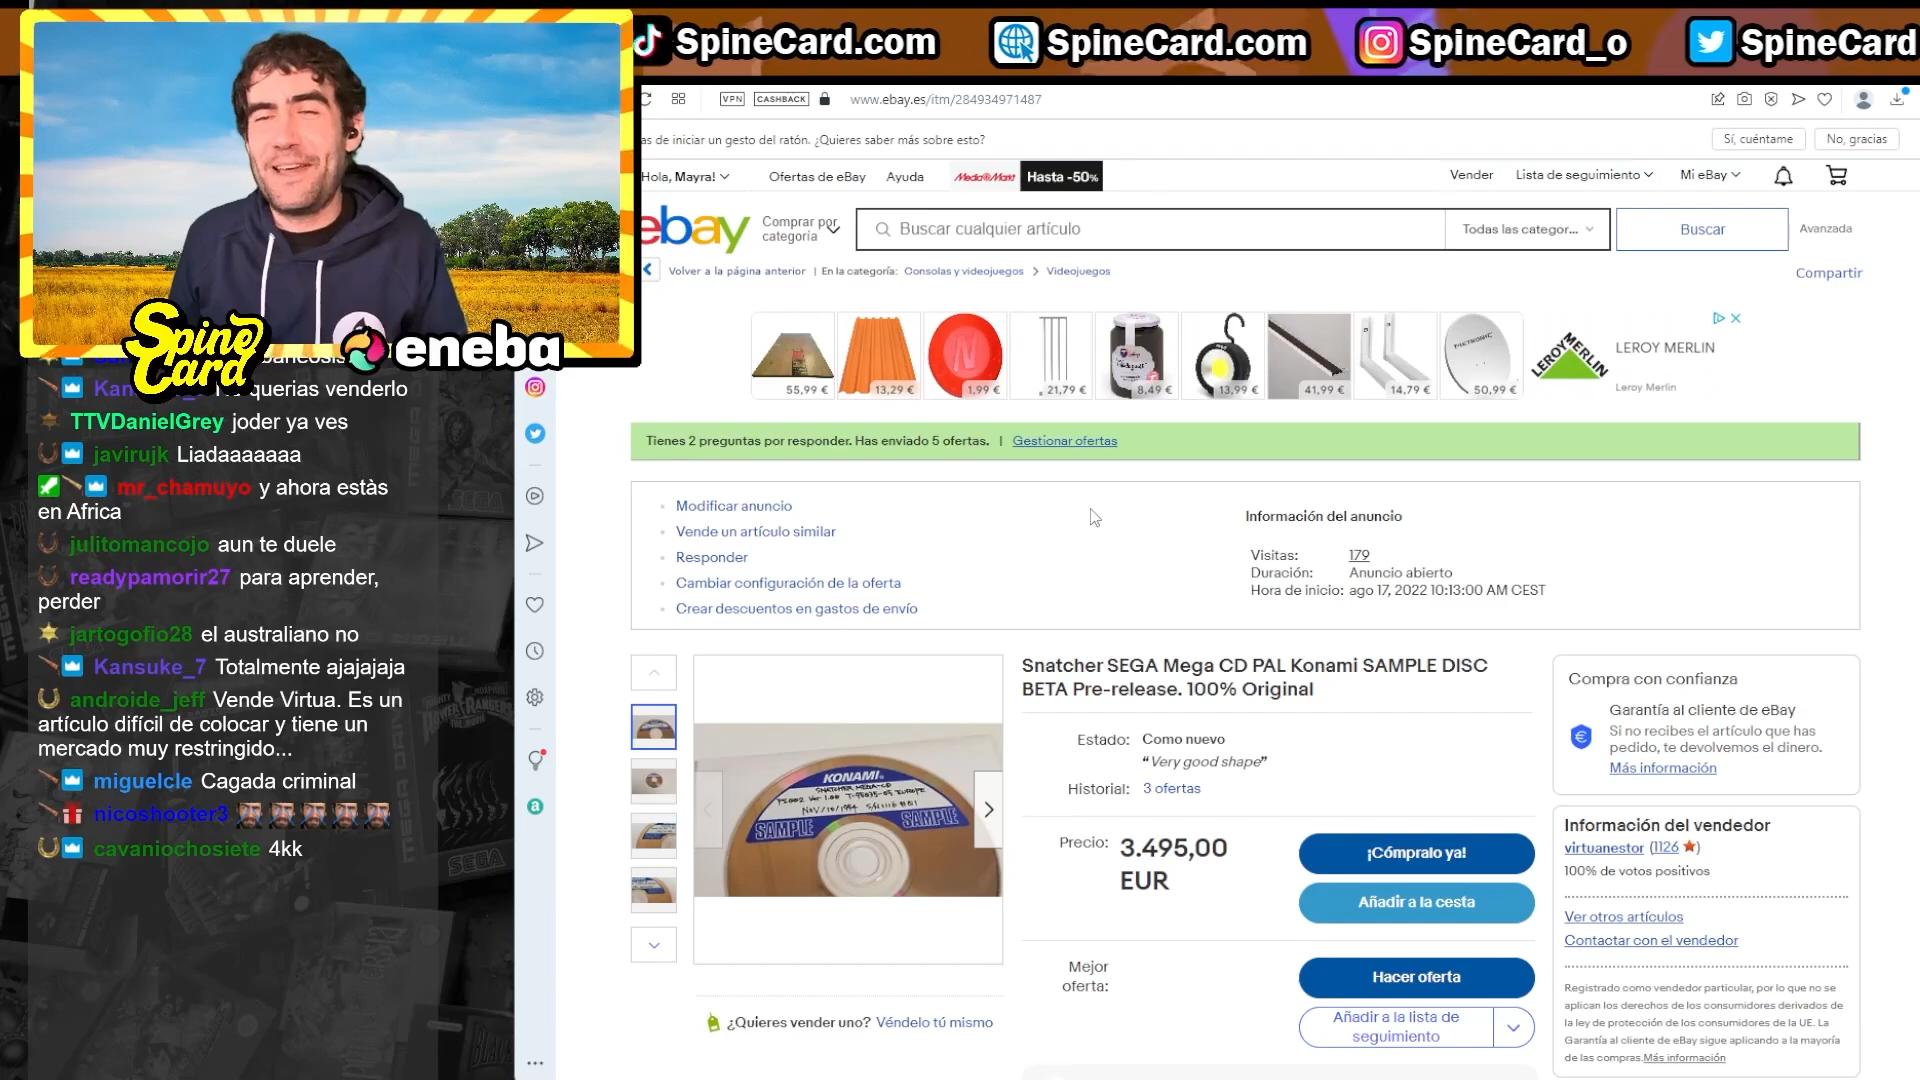 SpineCard.com
SpineCard.com
SpineCard_o
SpineCard
VPN CASHBACK www.ebay.es/itm/284934971487
as de iniciar un gesto del ratón. ¿Quieres saber más sobre esto?
Sí, cuéntame
No, gracias
Hola, Mayra!
Ofertas de eBay
Ayuda
MediaMarkt Hasta -50%
Vender
Lista de seguimiento
Mi eBay
ebay
Comprar por
categoría
Buscar cualquier artículo
Todas las categor...
Buscar
Avanzada
Volver a la página anterior | En la categoría: Consolas y videojuegos > Videojuegos
Compartir
55,99 €
13,29 €
1,99 €
21,79 €
8,49 €
13,99 €
41,99 €
14,79 €
50,99 €
LEROY MERLIN
LEROY MERLIN
Leroy Merlin
Spine
Card
eneba
querias venderlo
TTVDanielGrey joder ya ves
javirujk Liadaaaaaaa
mr_chamuyo y ahora estàs
en Africa
julitomancojo aun te duele
readypamorir27 para aprender,
perder
jartogofio28 el australiano no
Kansuke_7 Totalmente ajajajaja
androide_jeff Vende Virtua. Es un
artículo difícil de colocar y tiene un
mercado muy restringido...
miguelcle Cagada criminal
nicoshooter3
cavaniochosiete 4kk
Tienes 2 preguntas por responder. Has enviado 5 ofertas. | Gestionar ofertas
Modificar anuncio
Vende un artículo similar
Responder
Cambiar configuración de la oferta
Crear descuentos en gastos de envío
Información del anuncio
Visitas: 179
Duración: Anuncio abierto
Hora de inicio: ago 17, 2022 10:13:00 AM CEST
KONAMI
SNATCHER MEGA-CD
NOV/10/1994
SAMPLE
SAMPLE
¿Quieres vender uno? Véndelo tú mismo
Snatcher SEGA Mega CD PAL Konami SAMPLE DISC
BETA Pre-release. 100% Original
Estado: Como nuevo
“Very good shape”
Historial: 3 ofertas
Precio: 3.495,00
EUR
¡Cómpralo ya!
Añadir a la cesta
Mejor
oferta:
Hacer oferta
Añadir a la lista de
seguimiento
Compra con confianza
Garantía al cliente de eBay
Si no recibes el artículo que has
pedido, te devolvemos el dinero.
Más información
Información del vendedor
virtuanestor (1126)
100% de votos positivos
Ver otros artículos
Contactar con el vendedor
Registrado como vendedor particular, por lo que no se
aplican los derechos de los consumidores derivados de
la ley de protección de los consumidores de la UE. La
Garantía al cliente de eBay sigue aplicando a la mayoría
de las compras.Más información